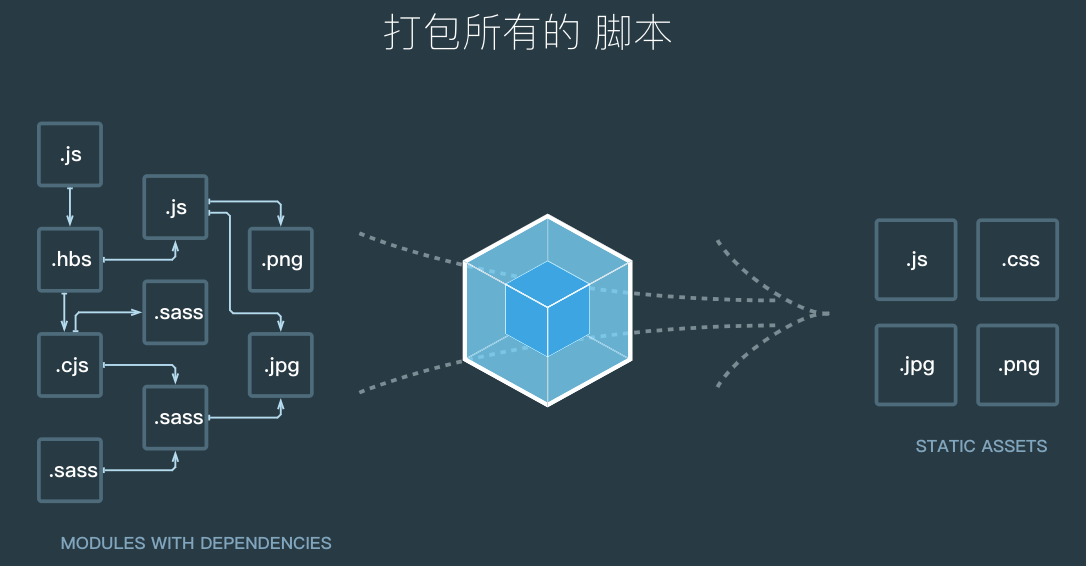 打包所有的 脚本
.js
.js
.hbs
.png
.sass
.cjs
.jpg
.sass
.sass
MODULES WITH DEPENDENCIES
.js
.css
.jpg
.png
STATIC ASSETS